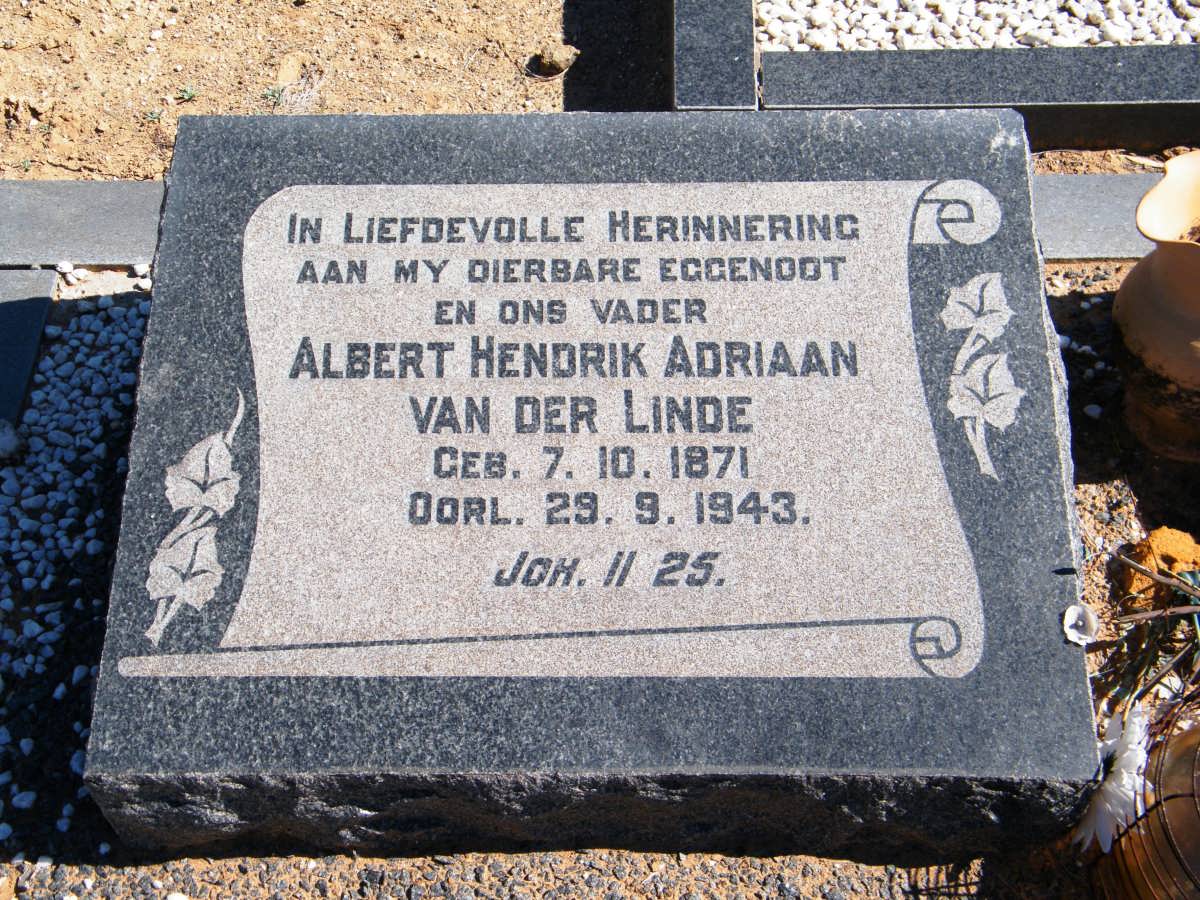 In Liefdevolle Herinnering
aan my dierbare eggenoot
en ons vader
Albert Hendrik Adriaan
van der Linde
Geb. 7. 10. 1871
Oorl. 29. 9. 1943.
Joh. 11 25.